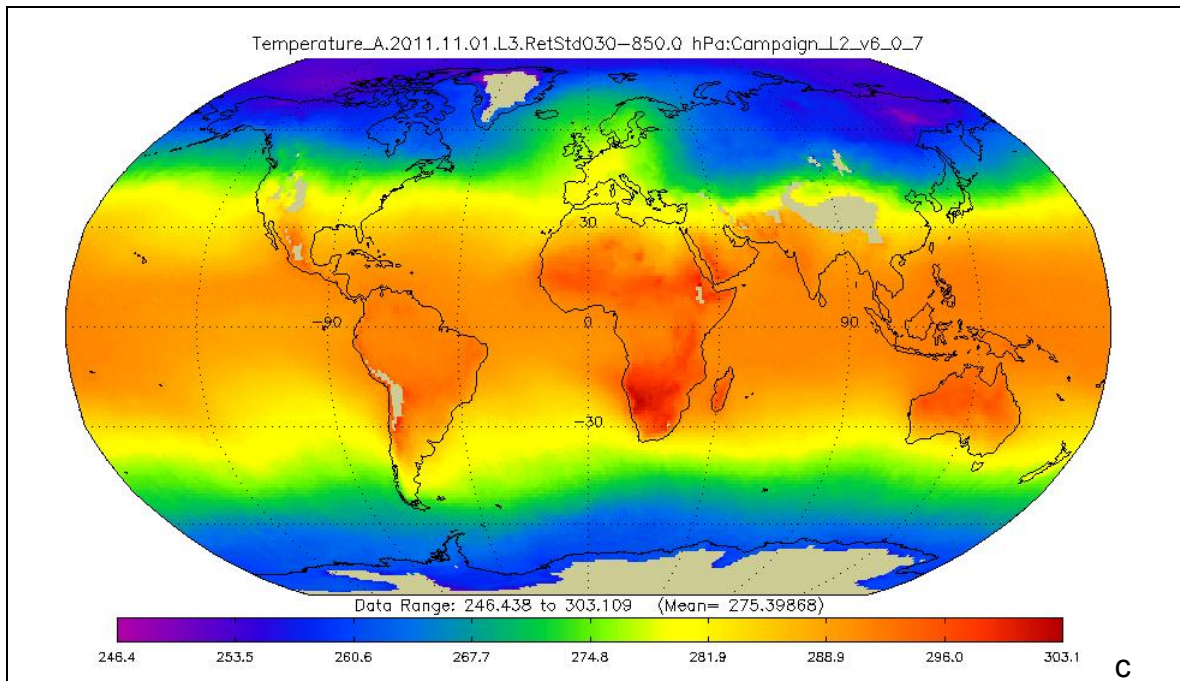 Temperature_A.2011.11.01.L3.RetStd030-850.0 hPa:Campaign_L2_v6_0_7
30
-90 0 90
-30
Data Range: 246.438 to 303.109 (Mean= 275.39868)
246.4 253.5 260.6 267.7 274.8 281.9 288.9 296.0 303.1
c